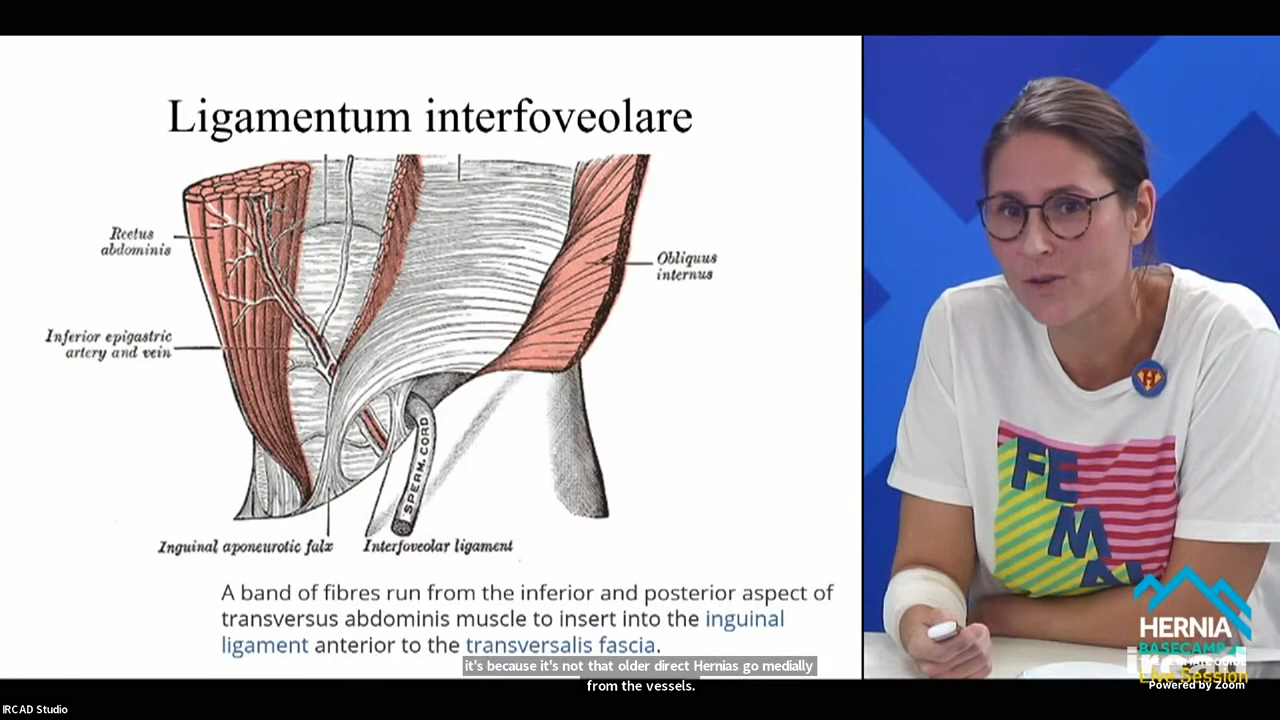 Ligamentum interfoveolare
Rectus
abdominis
Inferior epigastric
artery and vein
Obliquus
internus
SPERM. CORD
Inguinal aponeurotic falx
Interfoveolar ligament
A band of fibres run from the inferior and posterior aspect of
transversus abdominis muscle to insert into the inguinal
ligament anterior to the transversalis fascia.
it's because it's not that older direct Hernias go medially
from the vessels.
FE
MA
HERNIA
BASECAMP
ircad
Live Session
Powered by Zoom
IRCAD Studio